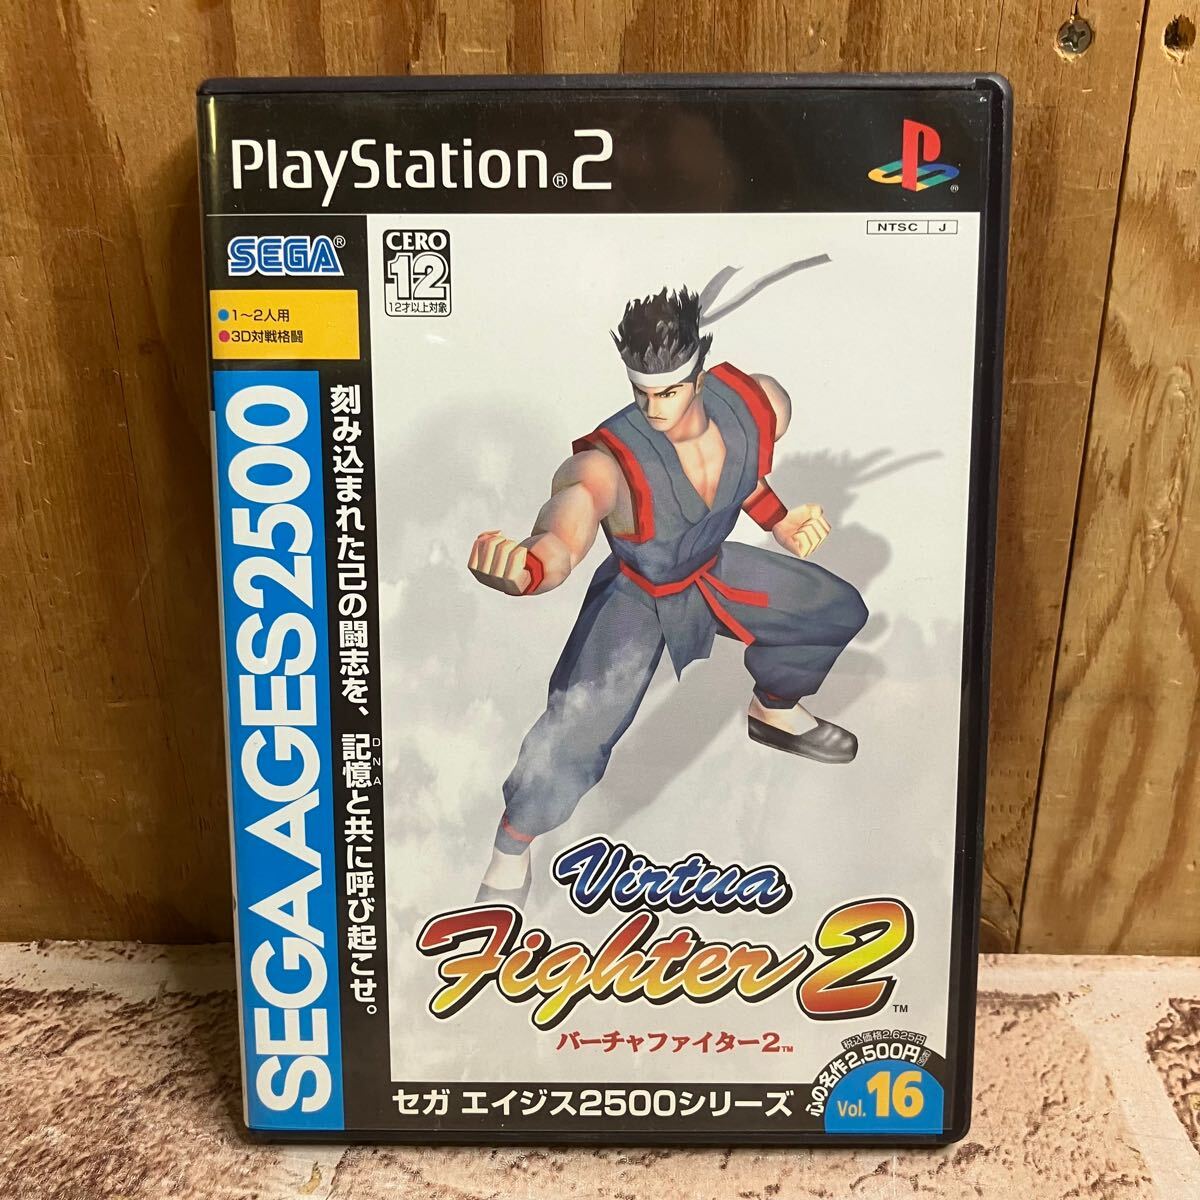 PlayStation®2
NTSC J
SEGA®
CERO
12
12才以上対象
1～2人用
3D対戦格闘
SEGA AGES 2500
刻み込まれた己の闘志を、記憶と共に呼び起こせ。
DNA
Virtua
Fighter 2™
バーチャファイター2™
セガ エイジス2500シリーズ
税込価格2,625円
心の名作2,500円
Vol. 16